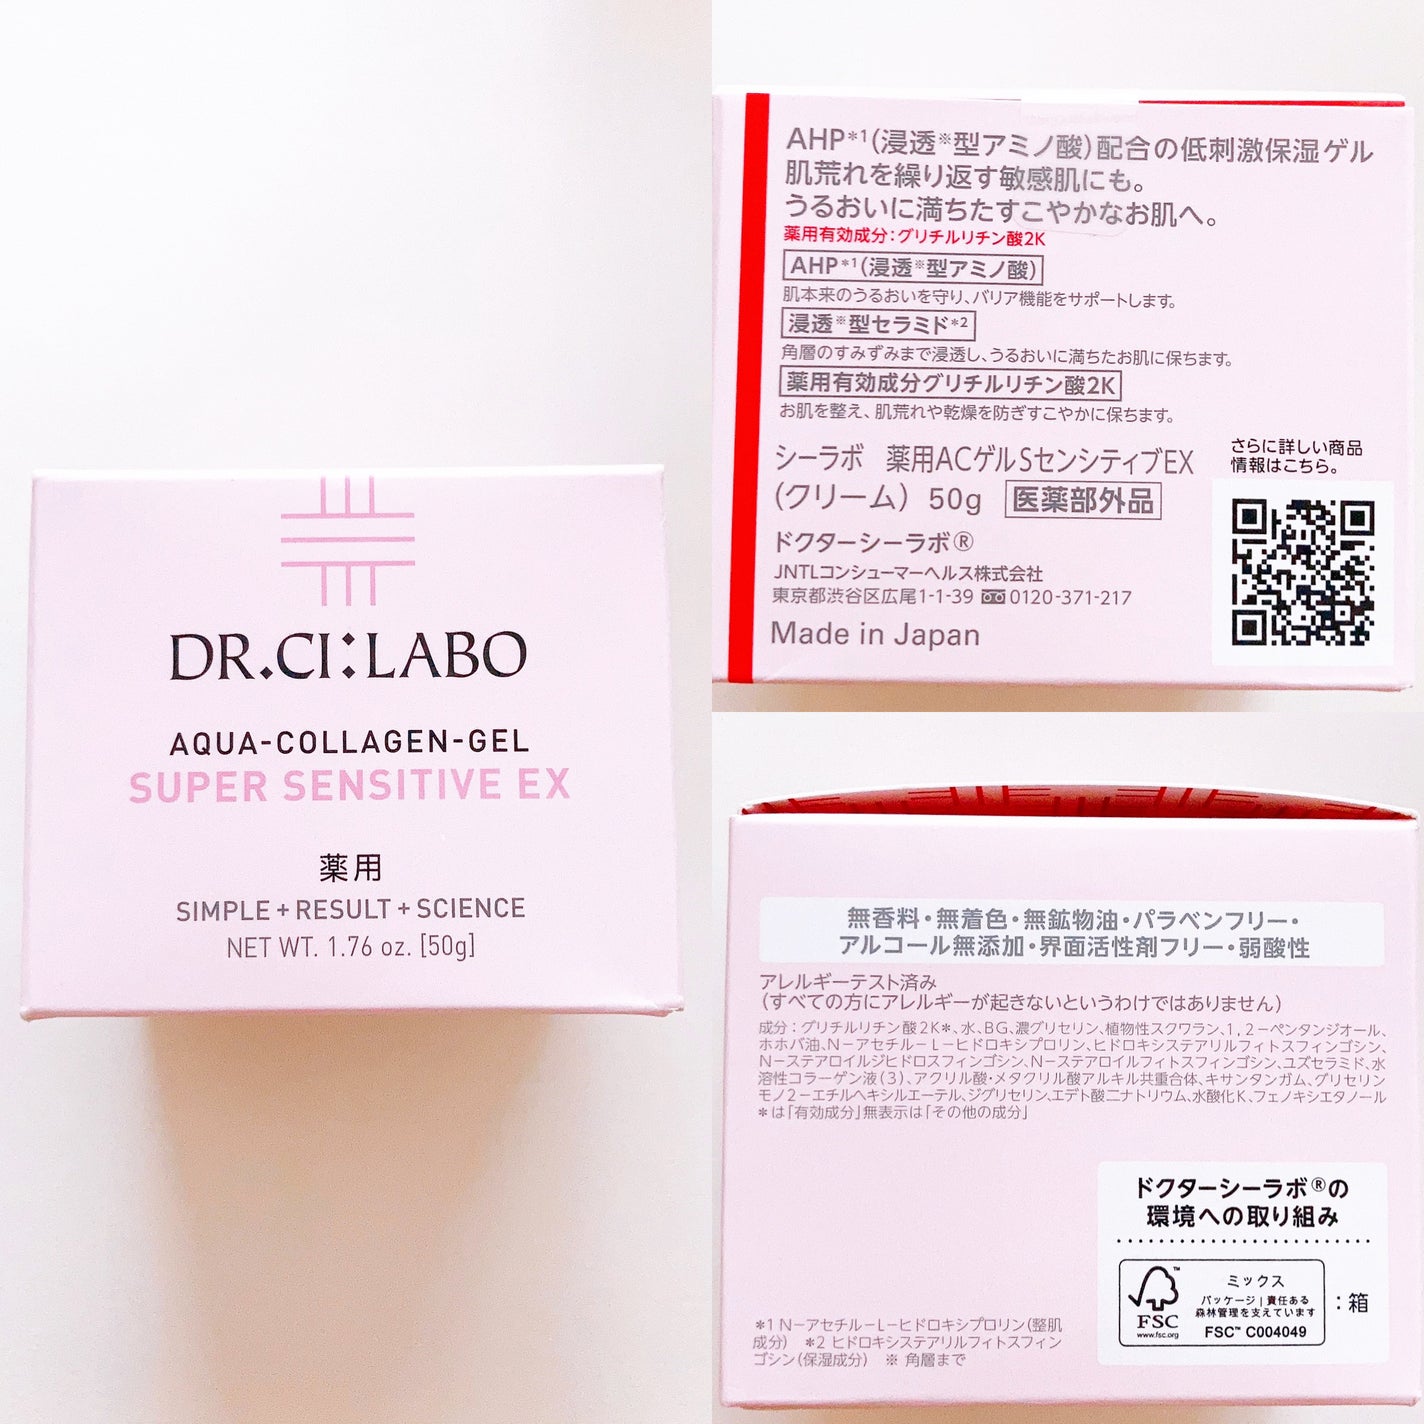 DR.CI:LABO
AQUA-COLLAGEN-GEL
SUPER SENSITIVE EX
薬用
SIMPLE+RESULT+SCIENCE
NET WT. 1.76 oz. [50g]
AHP*1(浸透※型アミノ酸)配合の低刺激保湿ゲル
肌荒れを繰り返す敏感肌にも。
うるおいに満ちたすこやかなお肌へ。
薬用有効成分:グリチルリチン酸2K
AHP*1(浸透※型アミノ酸)
肌本来のうるおいを守り、バリア機能をサポートします。
浸透※型セラミド*2
角層のすみずみまで浸透し、うるおいに満ちたお肌に保ちます。
薬用有効成分グリチルリチン酸2K
お肌を整え、肌荒れや乾燥を防ぎすこやかに保ちます。
シーラボ 薬用ACゲルSセンシティブEX
(クリーム) 50g 医薬部外品
ドクターシーラボ®
JNTLコンシューマーヘルス株式会社
東京都渋谷区広尾1-1-39 0120-371-217
Made in Japan
さらに詳しい商品
情報はこちら。
無香料・無着色・無鉱物油・パラベンフリー・
アルコール無添加・界面活性剤フリー・弱酸性
アレルギーテスト済み
(すべての方にアレルギーが起きないというわけではありません)
成分:グリチルリチン酸2K*、水、BG、濃グリセリン、植物性スクワラン、1,2-ペンタンジオール、
ホホバ油、N-アセチル-L-ヒドロキシプロリン、ヒドロキシステアリルフィトスフィンゴシン、
N-ステアロイルジヒドロスフィンゴシン、N-ステアロイルフィトスフィンゴシン、ユズセラミド、水
溶性コラーゲン液(3)、アクリル酸・メタクリル酸アルキル共重合体、キサンタンガム、グリセリン
モノ2-エチルヘキシルエーテル、ジグリセリン、エデト酸二ナトリウム、水酸化K、フェノキシエタノール
*は「有効成分」無表示は「その他の成分」
ドクターシーラボ®の
環境への取り組み
FSC
www.fsc.org
ミックス
パッケージ|責任ある
森林管理を支えています
FSC™ C004049
:箱
*1 N-アセチル-L-ヒドロキシプロリン(整肌
成分) *2 ヒドロキシステアリルフィトスフィン
ゴシン(保湿成分) ※ 角層まで